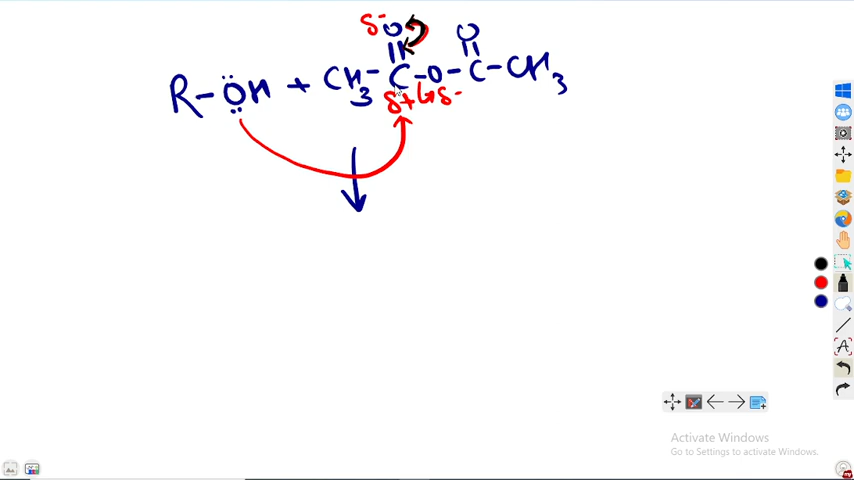 δ- O O
R-ÖH + CH3-C-O-C-CH3
δ+ δ-
Activate Windows
Go to Settings to activate Windows.